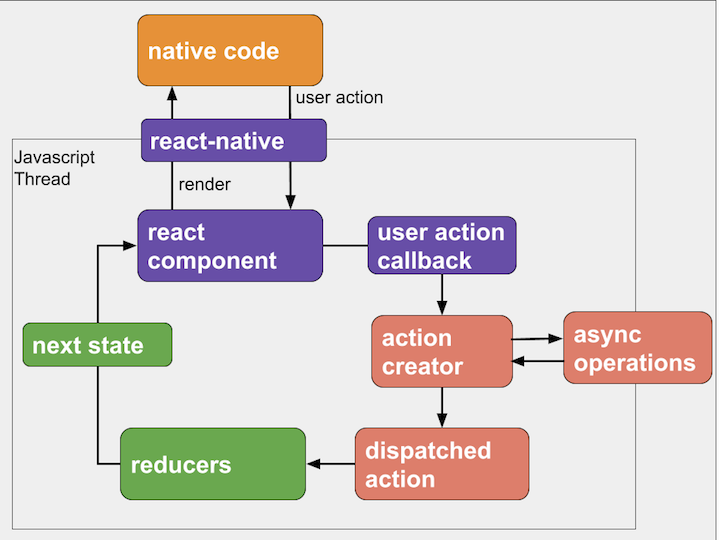 native code
user action
react-native
Javascript
Thread
render
react
component
user action
callback
next state
action
creator
async
operations
reducers
dispatched
action